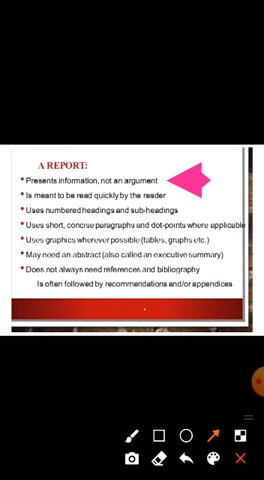 A REPORT:
• Presents information, not an argument
• Is meant to be read quickly by the reader
• Uses numbered headings and sub-headings
• Uses short, concise paragraphs and dot-points where applicable
• Uses graphics wherever possible (tables, graphs etc.)
• May need an abstract (also called an executive summary)
• Does not always need references and bibliography
Is often followed by recommendations and/or appendices